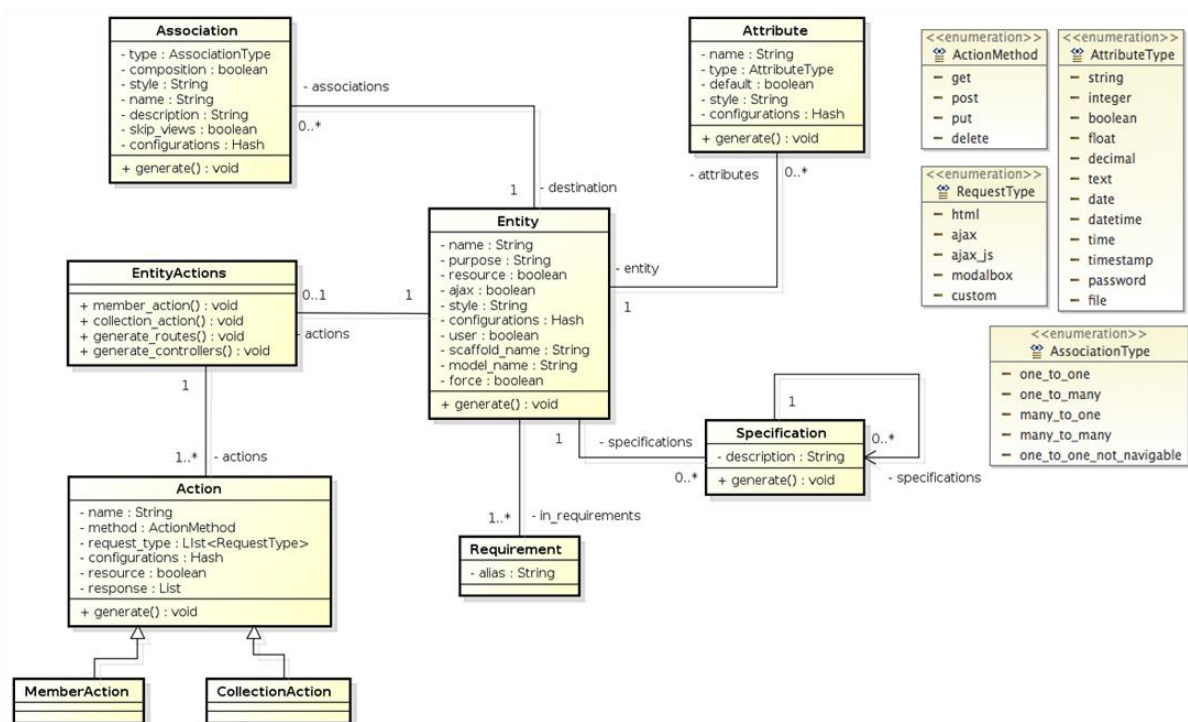 Association
- type : AssociationType
- composition : boolean
- style : String
- name : String
- description : String
- skip_views : boolean
- configurations : Hash
+ generate() : void
- associations
0..*
1
- destination
Attribute
- name : String
- type : AttributeType
- default : boolean
- style : String
- configurations : Hash
+ generate() : void
- attributes
0..*
- entity
1
<<enumeration>>
ActionMethod
get
post
put
delete
<<enumeration>>
RequestType
html
ajax
ajax_js
modalbox
custom
<<enumeration>>
AttributeType
string
integer
boolean
float
decimal
text
date
datetime
time
timestamp
password
file
<<enumeration>>
AssociationType
one_to_one
one_to_many
many_to_one
many_to_many
one_to_one_not_navigable
Entity
- name : String
- purpose : String
- resource : boolean
- ajax : boolean
- style : String
- configurations : Hash
- user : boolean
- scaffold_name : String
- model_name : String
- force : boolean
+ generate() : void
EntityActions
+ member_action() : void
+ collection_action() : void
+ generate_routes() : void
+ generate_controllers() : void
0..1
1
- actions
1
1..*
- actions
Action
- name : String
- method : ActionMethod
- request_type : LIst<RequestType>
- configurations : Hash
- resource : boolean
- response : List
+ generate() : void
MemberAction
CollectionAction
1
- specifications
0..*
Specification
- description : String
+ generate() : void
1
0..*
- specifications
1..*
- in_requirements
Requirement
- alias : String